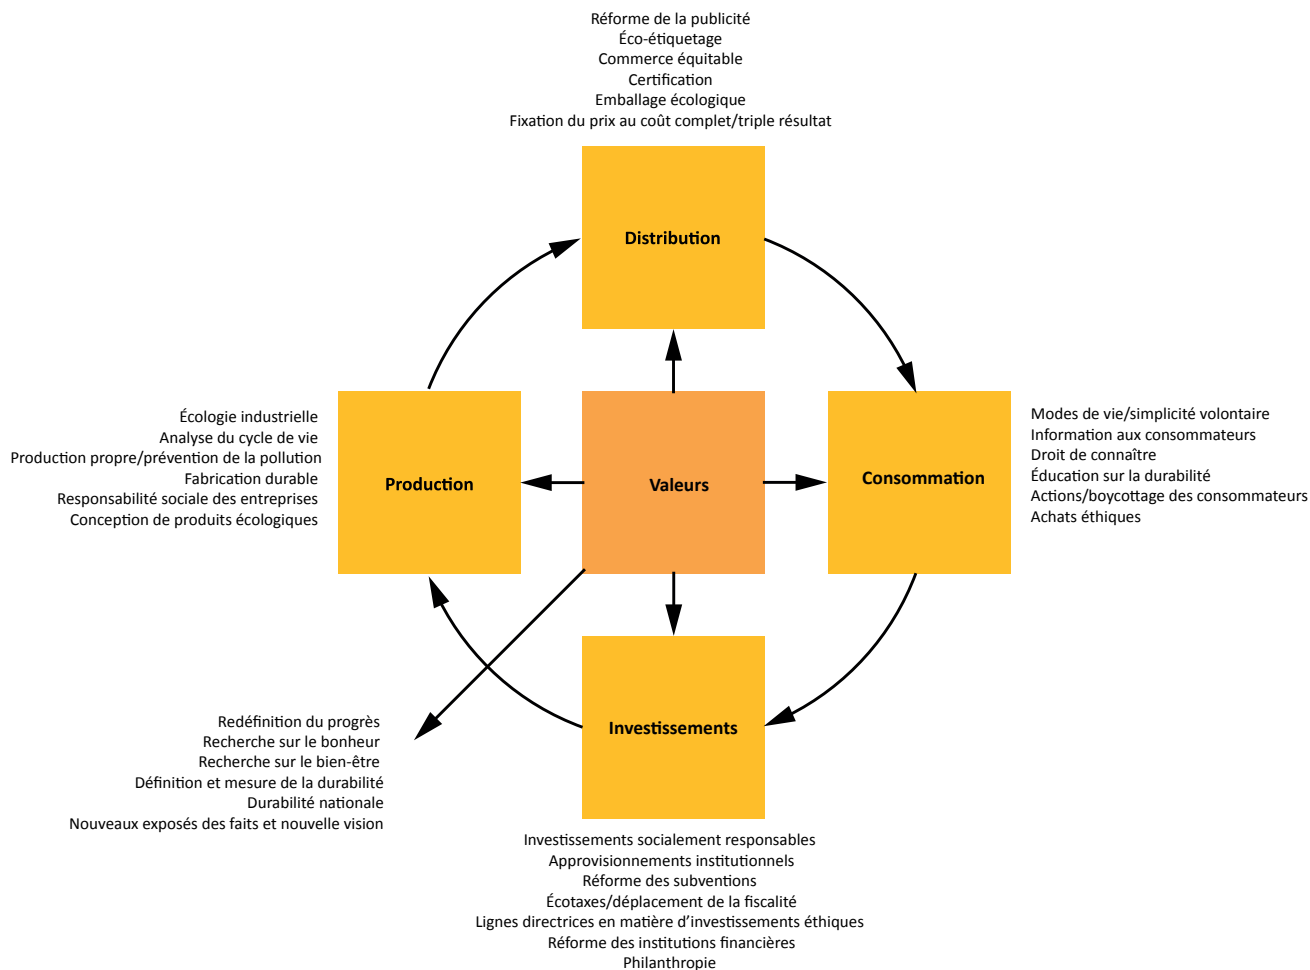 Réforme de la publicité
Éco-étiquetage
Commerce équitable
Certification
Emballage écologique
Fixation du prix au coût complet/triple résultat
Distribution
Écologie industrielle
Analyse du cycle de vie
Production propre/prévention de la pollution
Fabrication durable
Responsabilité sociale des entreprises
Conception de produits écologiques
Production
Valeurs
Consommation
Modes de vie/simplicité volontaire
Information aux consommateurs
Droit de connaître
Éducation sur la durabilité
Actions/boycottage des consommateurs
Achats éthiques
Redéfinition du progrès
Recherche sur le bonheur
Recherche sur le bien-être
Définition et mesure de la durabilité
Durabilité nationale
Nouveaux exposés des faits et nouvelle vision
Investissements
Investissements socialement responsables
Approvisionnements institutionnels
Réforme des subventions
Écotaxes/déplacement de la fiscalité
Lignes directrices en matière d’investissements éthiques
Réforme des institutions financières
Philantropie